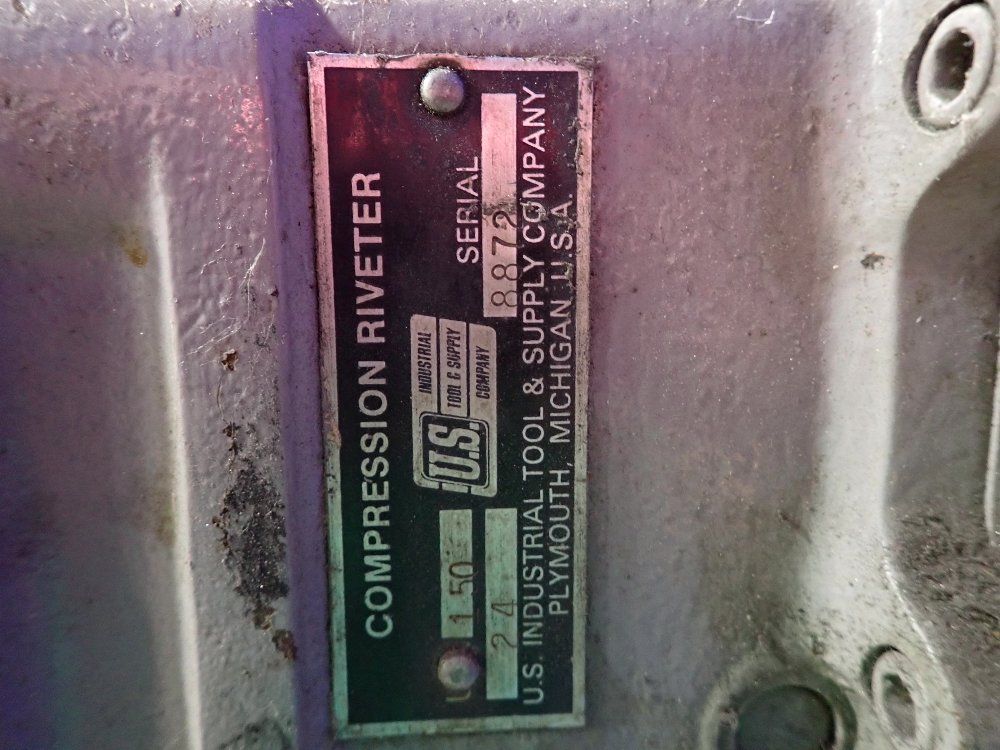 COMPRESSION RIVETER
U.S.
INDUSTRIAL
TOOL & SUPPLY
COMPANY
SERIAL
1.50
24
8872
U.S. INDUSTRIAL TOOL & SUPPLY COMPANY
PLYMOUTH, MICHIGAN U.S.A.